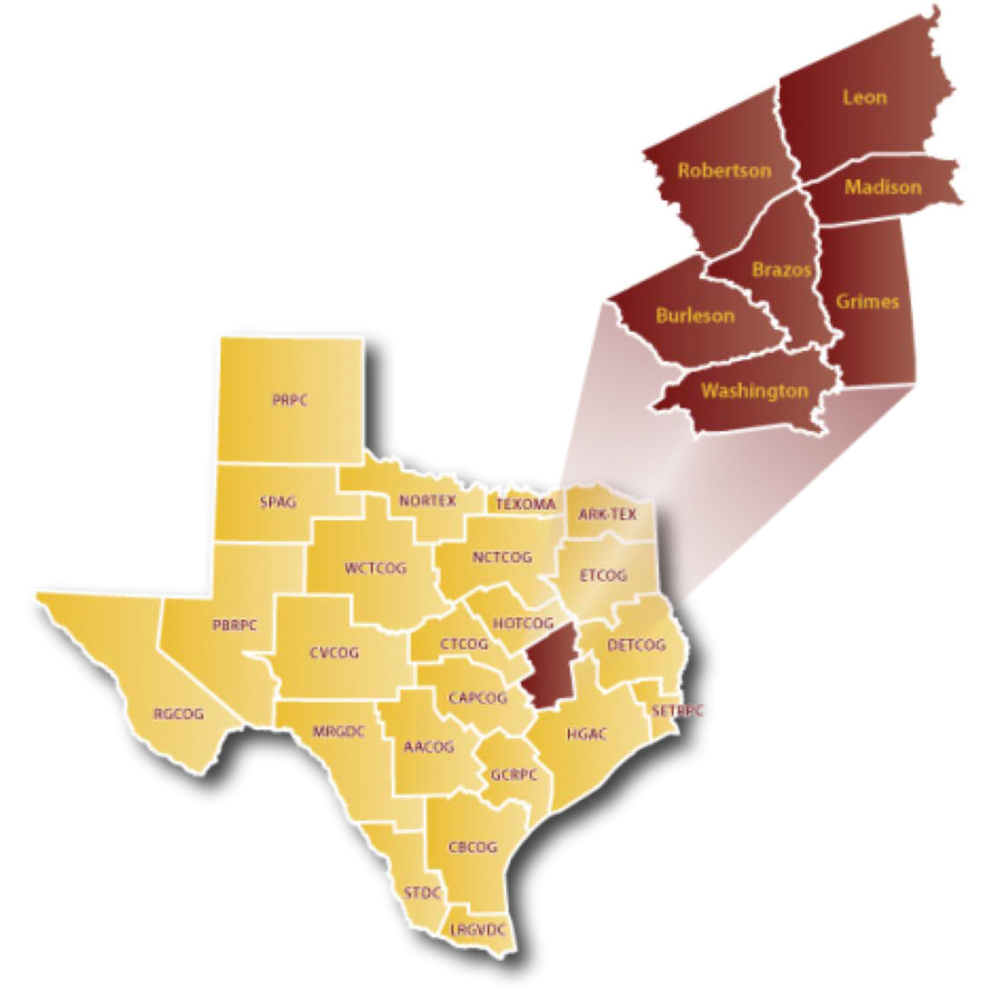 Leon
Robertson
Madison
Brazos
Grimes
Burleson
Washington
PRPC
SPAG
NORTEX
TEXOMA
ARK-TEX
WCTCOG
NCTCOG
ETCOG
PBRPC
CVCOG
CTCOG
HOTCOG
DETCOG
RGCOG
MRGDC
CAPCOG
AACOG
HGAC
SETRPC
GCRPC
CBCOG
STDC
LRGVDC